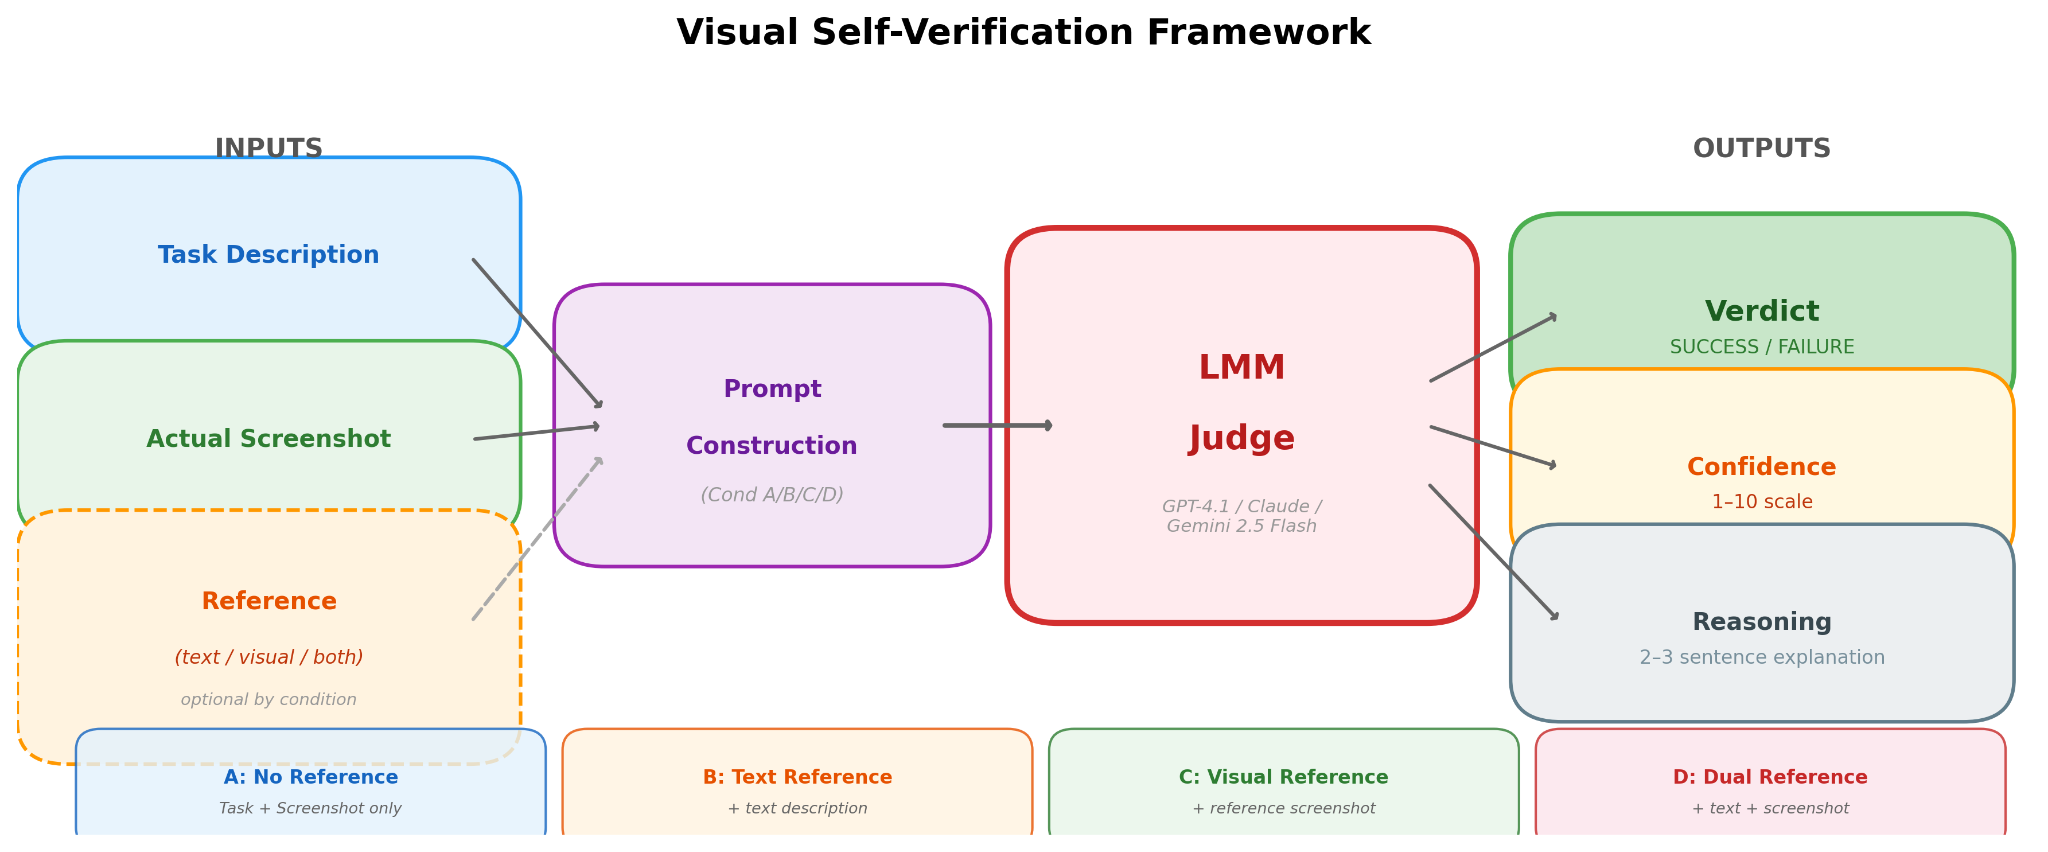 Visual Self-Verification Framework
INPUTS
Task Description
Actual Screenshot
Reference
(text / visual / both)
optional by condition
Prompt
Construction
(Cond A/B/C/D)
LMM
Judge
GPT-4.1 / Claude /
Gemini 2.5 Flash
OUTPUTS
Verdict
SUCCESS / FAILURE
Confidence
1–10 scale
Reasoning
2–3 sentence explanation
A: No Reference
Task + Screenshot only
B: Text Reference
+ text description
C: Visual Reference
+ reference screenshot
D: Dual Reference
+ text + screenshot